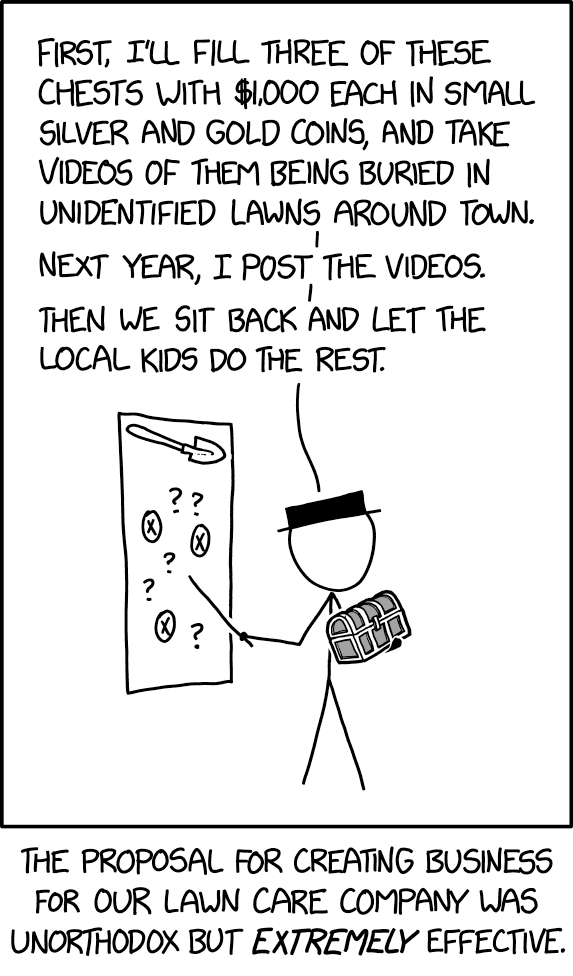 FIRST, I'LL FILL THREE OF THESE
CHESTS WITH $1,000 EACH IN SMALL
SILVER AND GOLD COINS, AND TAKE
VIDEOS OF THEM BEING BURIED IN
UNIDENTIFIED LAWNS AROUND TOWN.
NEXT YEAR, I POST THE VIDEOS.
THEN WE SIT BACK AND LET THE
LOCAL KIDS DO THE REST.
? ?
X
X
?
?
X
?
THE PROPOSAL FOR CREATING BUSINESS
FOR OUR LAWN CARE COMPANY WAS
UNORTHODOX BUT EXTREMELY EFFECTIVE.